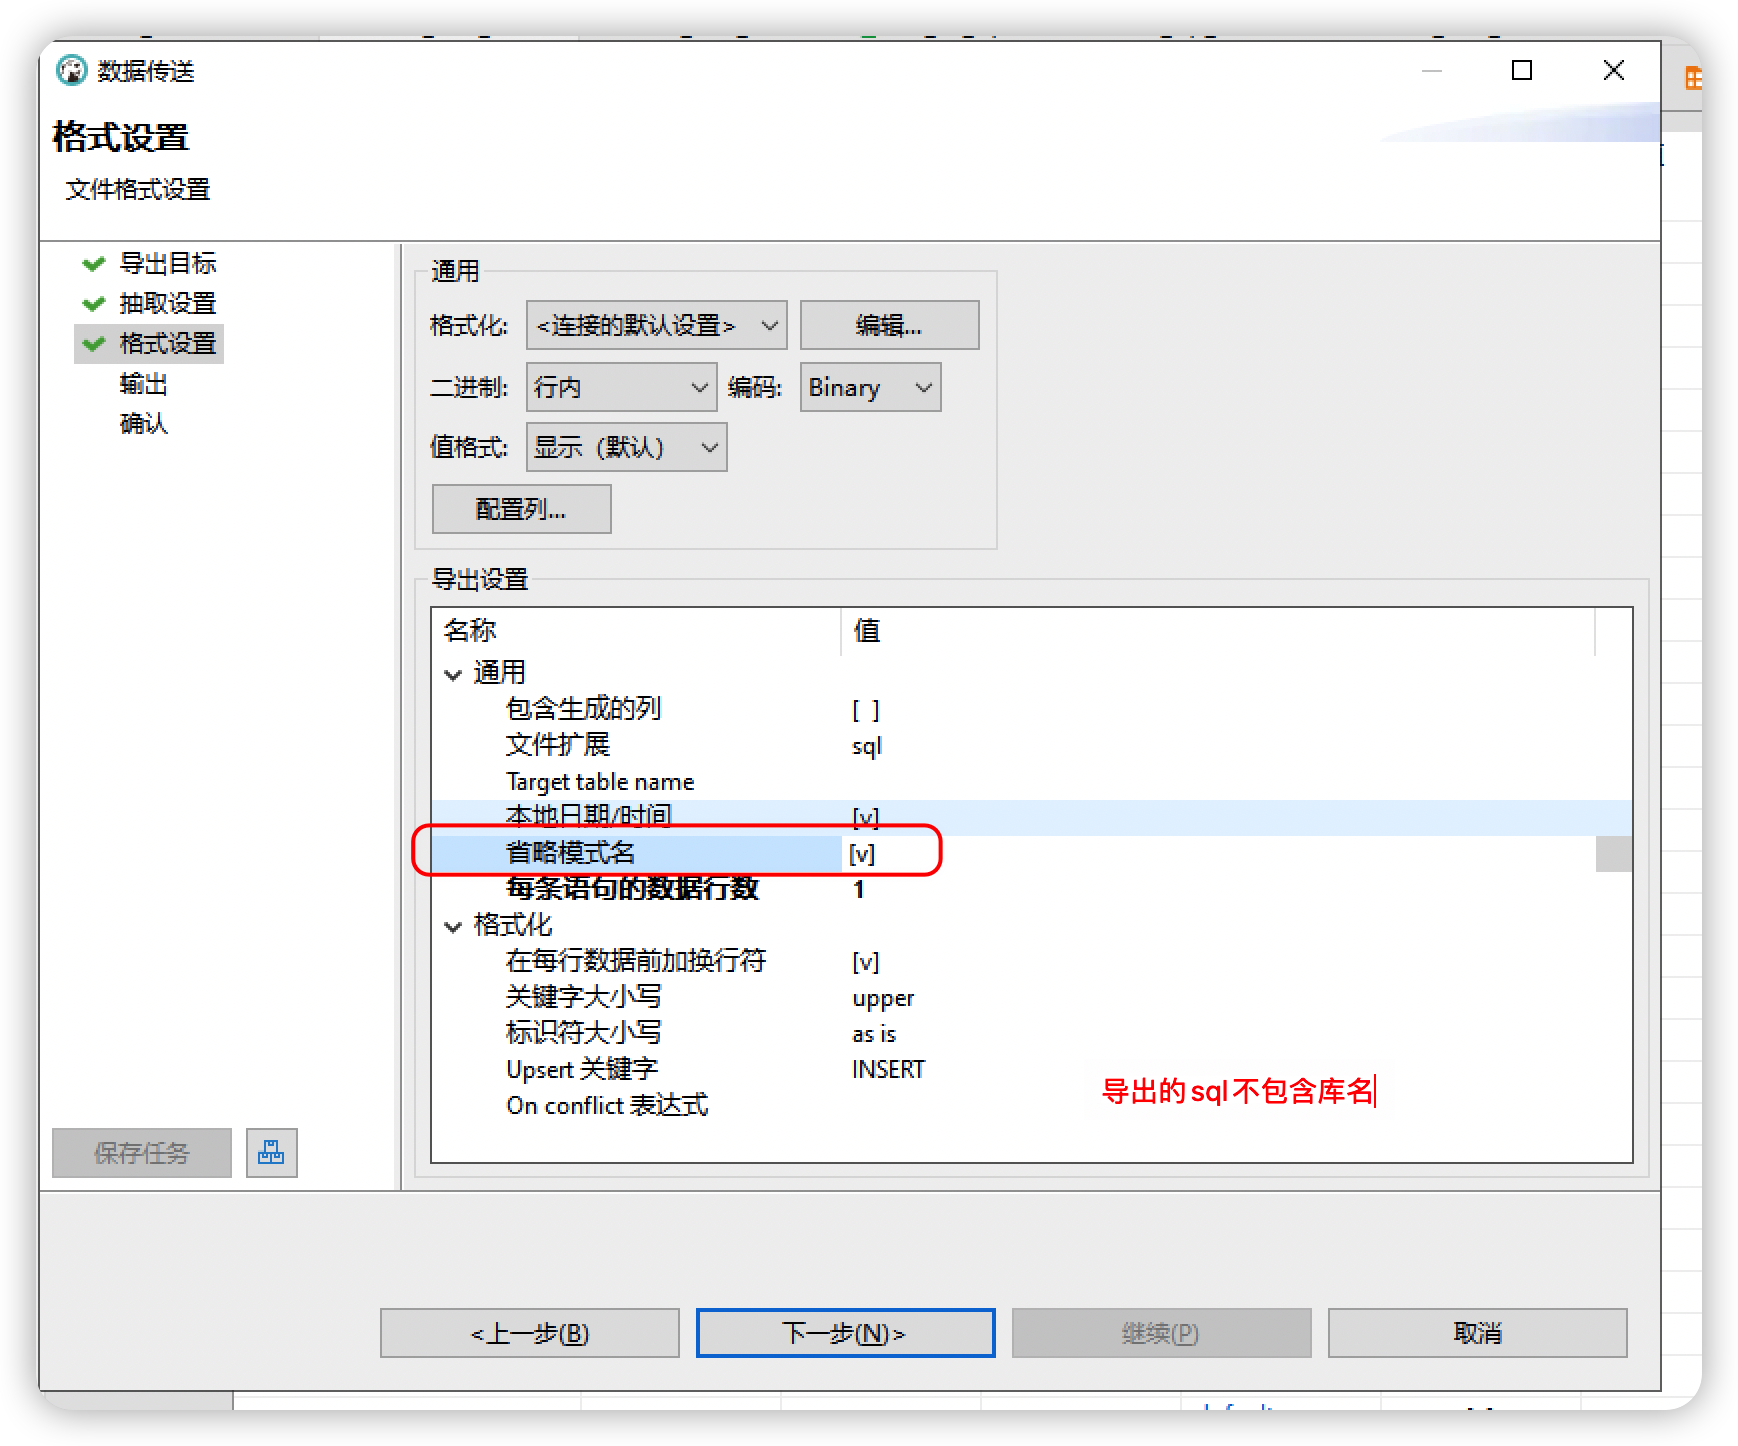 数据传送
格式设置
文件格式设置
导出目标
抽取设置
格式设置
输出
确认
通用
格式化: <连接的默认设置> 编辑...
二进制: 行内 编码: Binary
值格式: 显示（默认）
配置列...
导出设置
名称 值
通用
包含生成的列 [ ]
文件扩展 sql
Target table name
本地日期/时间 [v]
省略模式名 [v]
每条语句的数据行数 1
格式化
在每行数据前加换行符 [v]
关键字大小写 upper
标识符大小写 as is
Upsert 关键字 INSERT
On conflict 表达式
导出的sql不包含库名
保存任务
<上一步(B) 下一步(N)> 继续(P) 取消